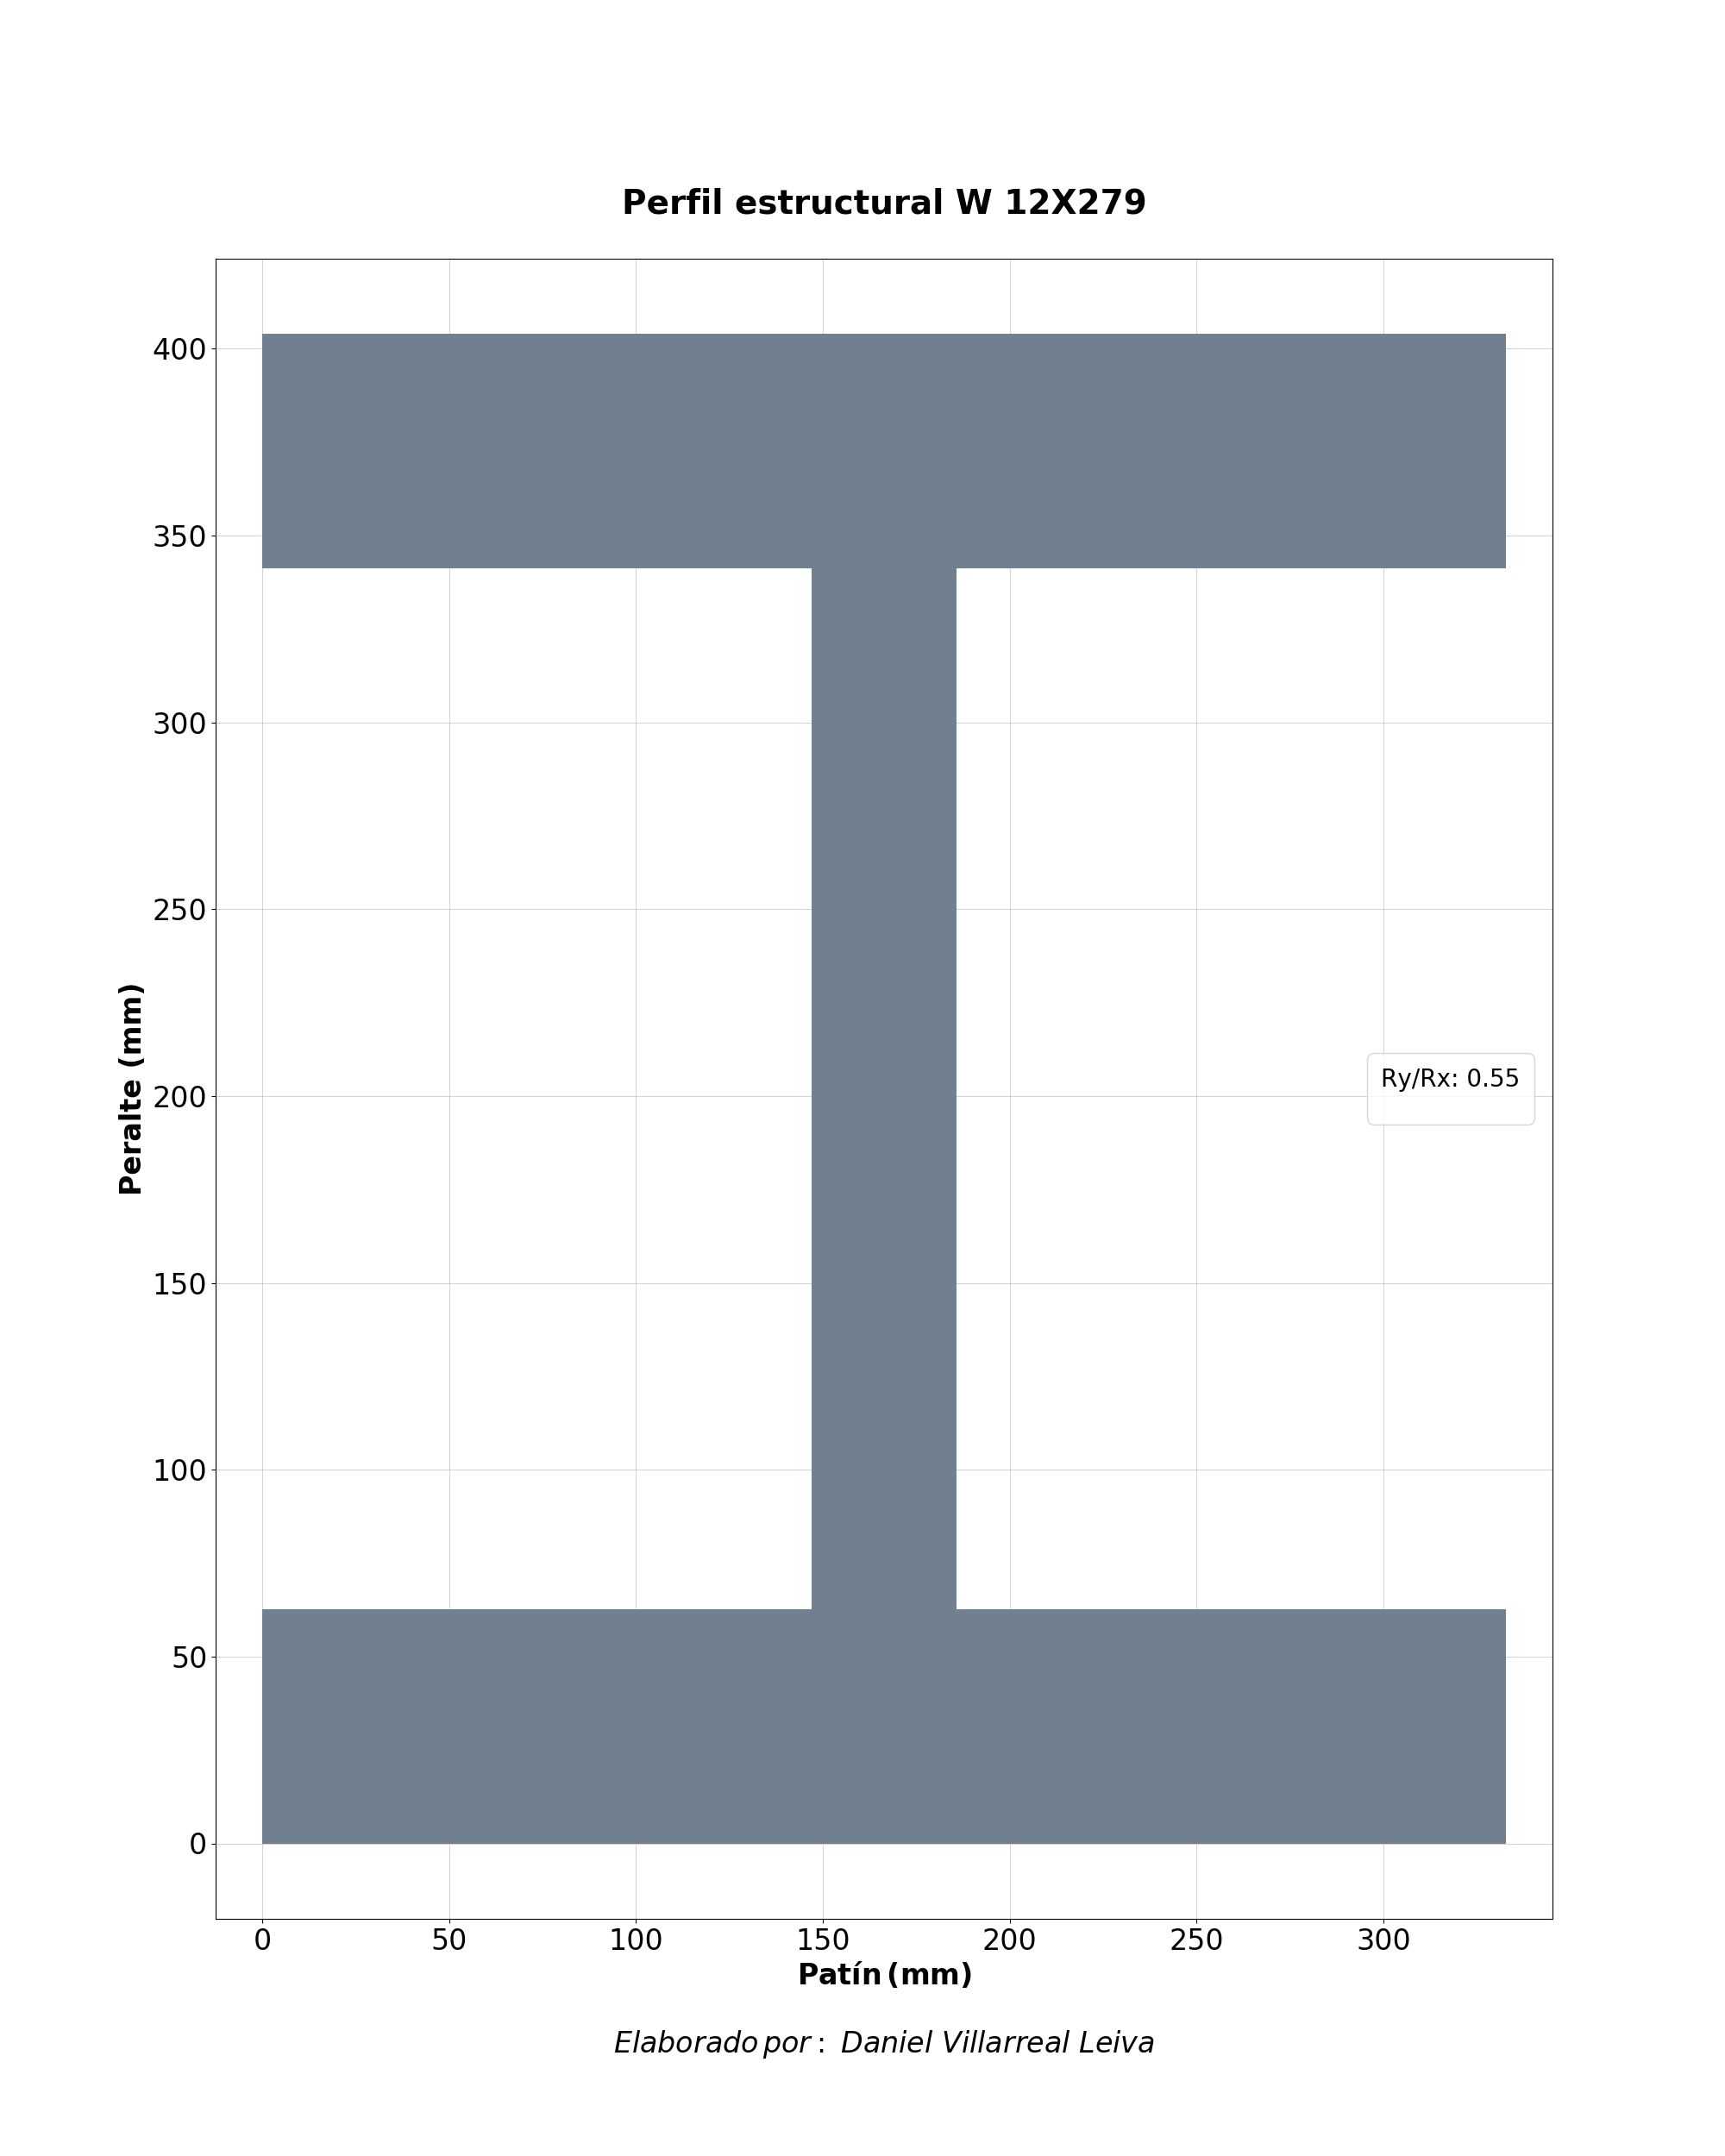 Perfil estructural W 12X279
400
350
300
250
200
150
100
50
0
Peralte (mm)
Ry/Rx: 0.55
0 50 100 150 200 250 300
Patín (mm)
Elaborado por : Daniel Villarreal Leiva